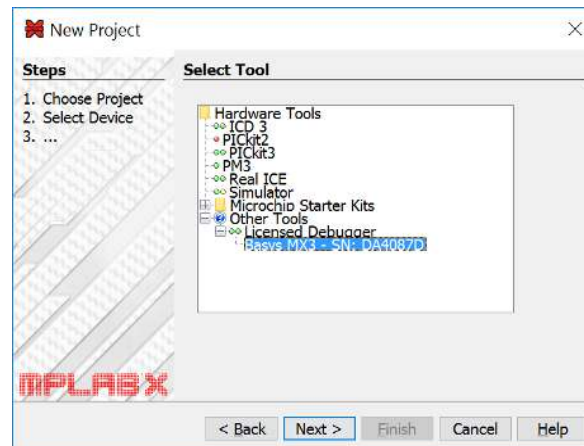 New Project
Steps
1. Choose Project
2. Select Device
3. ...
Select Tool
Hardware Tools
ICD 3
PICkit2
PICkit3
PM3
Real ICE
Simulator
Microchip Starter Kits
Other Tools
Licensed Debugger
Basys MX3 - SN: DA4087D
MPLAB X
< Back
Next >
Finish
Cancel
Help